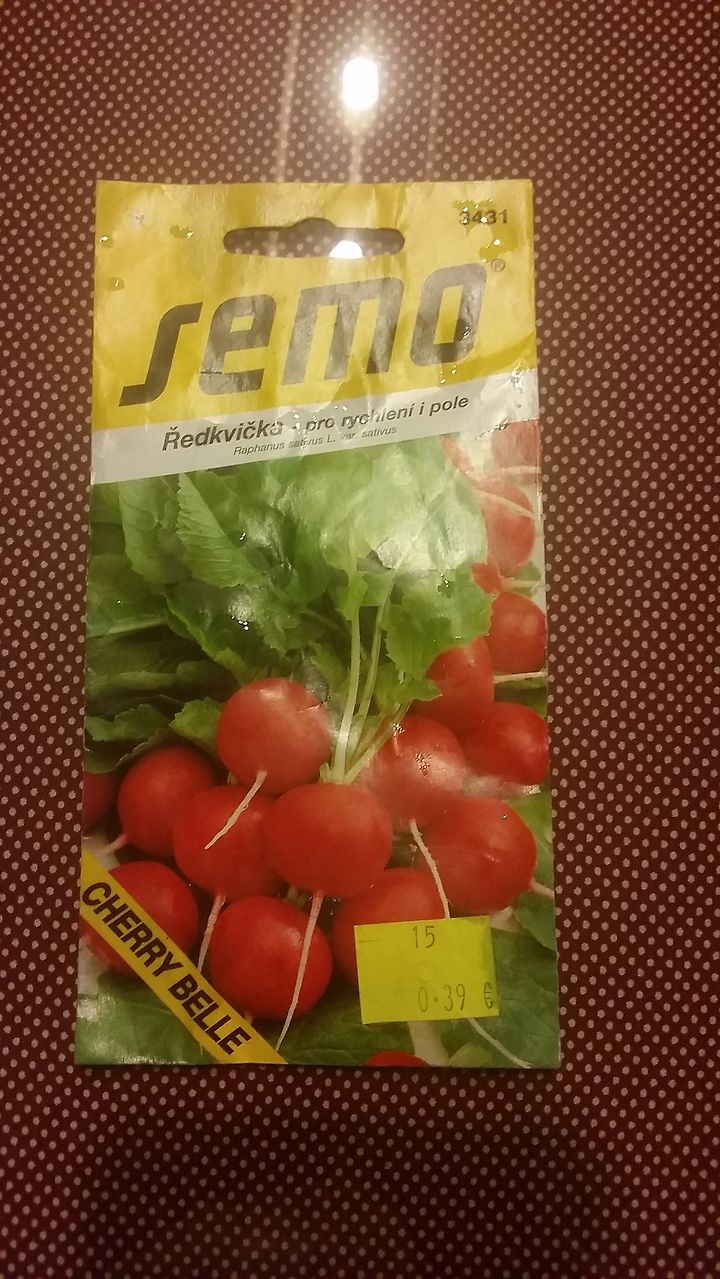 3431
semo®
Ředkvička - pro rychlení i pole
Raphanus sativus L. var. sativus
CHERRY BELLE
15
0.39 €